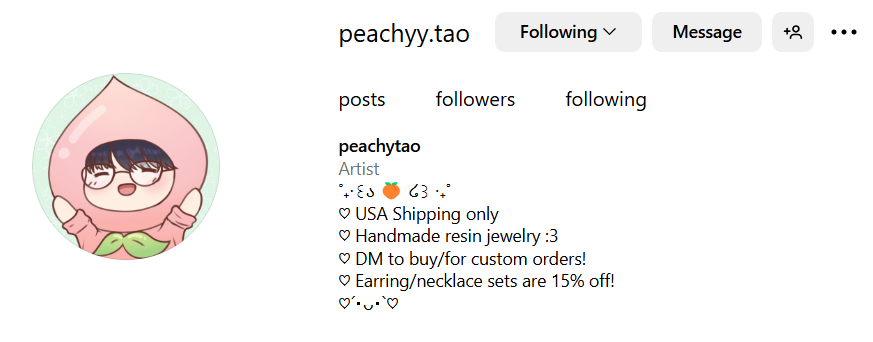 peachyy.tao
Following
Message
posts followers following
peachytao
Artist
˚₊‧꒰ა 🍑 ໒꒱ ‧₊˚
♡ USA Shipping only
♡ Handmade resin jewelry :3
♡ DM to buy/for custom orders!
♡ Earring/necklace sets are 15% off!
♡´･ᴗ･`♡